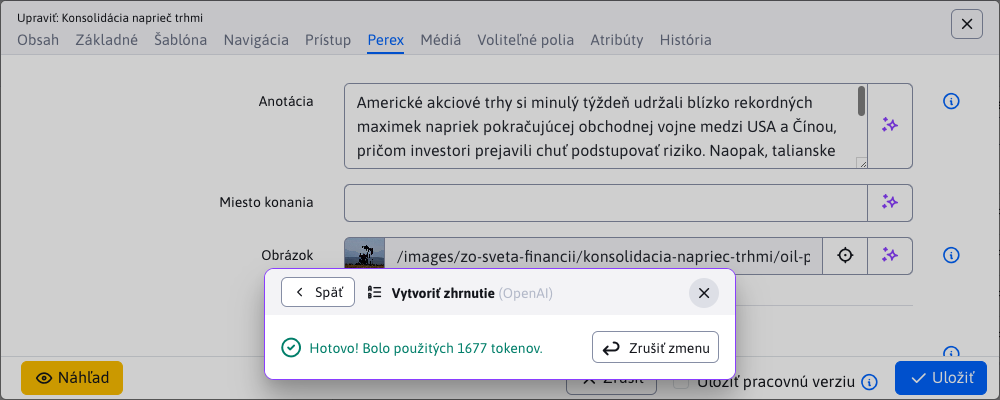 Upraviť: Konsolidácia naprieč trhmi
Obsah Základné Šablóna Navigácia Prístup Perex Médiá Voliteľné polia Atribúty História
Anotácia
Americké akciové trhy si minulý týždeň udržali blízko rekordných
maximek napriek pokračujúcej obchodnej vojne medzi USA a Čínou,
pričom investori prejavili chuť podstupovať riziko. Naopak, talianske
Miesto konania
Obrázok
/images/zo-sveta-financii/konsolidacia-napriec-trhmi/oil-p
Späť
Vytvoriť zhrnutie (OpenAI)
Hotovo! Bolo použitých 1677 tokenov.
Zrušiť zmenu
Náhľad
Zrušiť
Uložiť pracovnú verziu
Uložiť